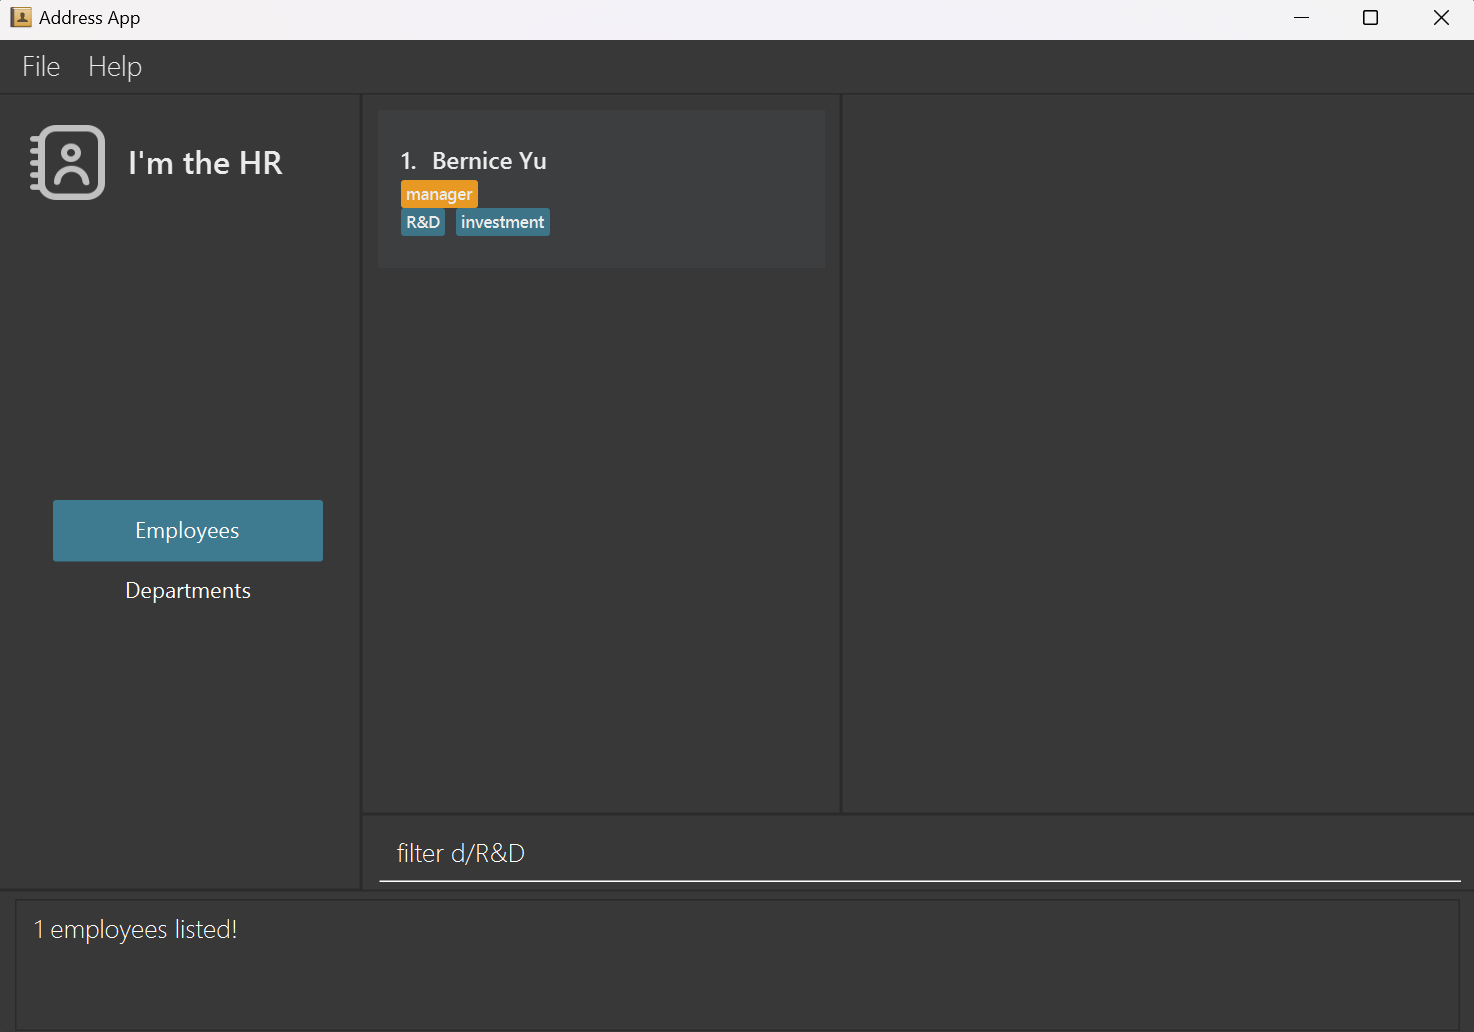 Address App
File Help
I'm the HR
Employees
Departments
1. Bernice Yu
manager
R&D investment
filter d/R&D
1 employees listed!